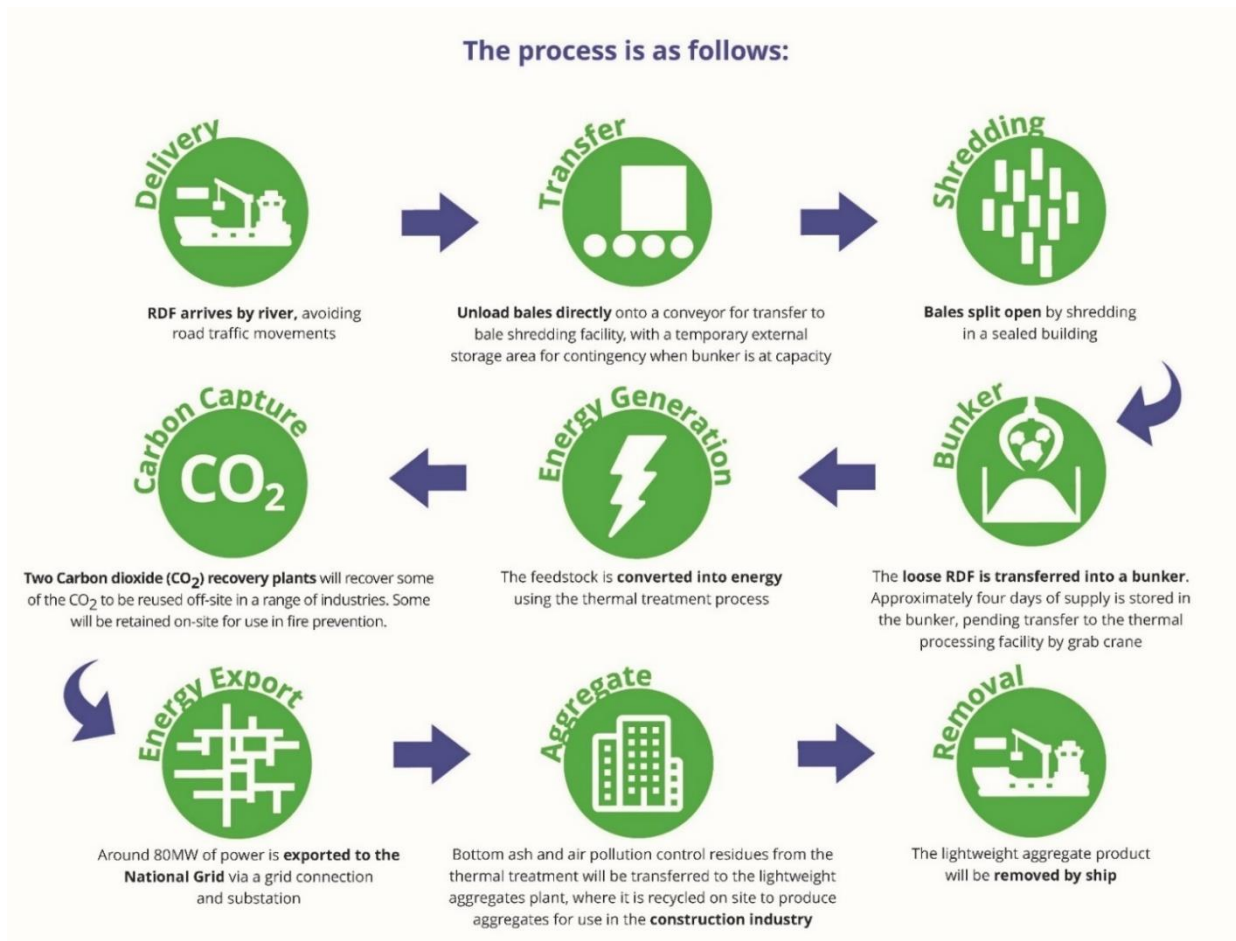 The process is as follows:
Delivery
RDF arrives by river, avoiding
road traffic movements
Transfer
Unload bales directly onto a conveyor for transfer to
bale shredding facility, with a temporary external
storage area for contingency when bunker is at capacity
Shredding
Bales split open by shredding
in a sealed building
Bunker
The loose RDF is transferred into a bunker.
Approximately four days of supply is stored in
the bunker, pending transfer to the thermal
processing facility by grab crane
Energy Generation
The feedstock is converted into energy
using the thermal treatment process
Carbon Capture
CO₂
Two Carbon dioxide (CO₂) recovery plants will recover some
of the CO₂ to be reused off-site in a range of industries. Some
will be retained on-site for use in fire prevention.
Energy Export
Around 80MW of power is exported to the
National Grid via a grid connection
and substation
Aggregate
Bottom ash and air pollution control residues from the
thermal treatment will be transferred to the lightweight
aggregates plant, where it is recycled on site to produce
aggregates for use in the construction industry
Removal
The lightweight aggregate product
will be removed by ship